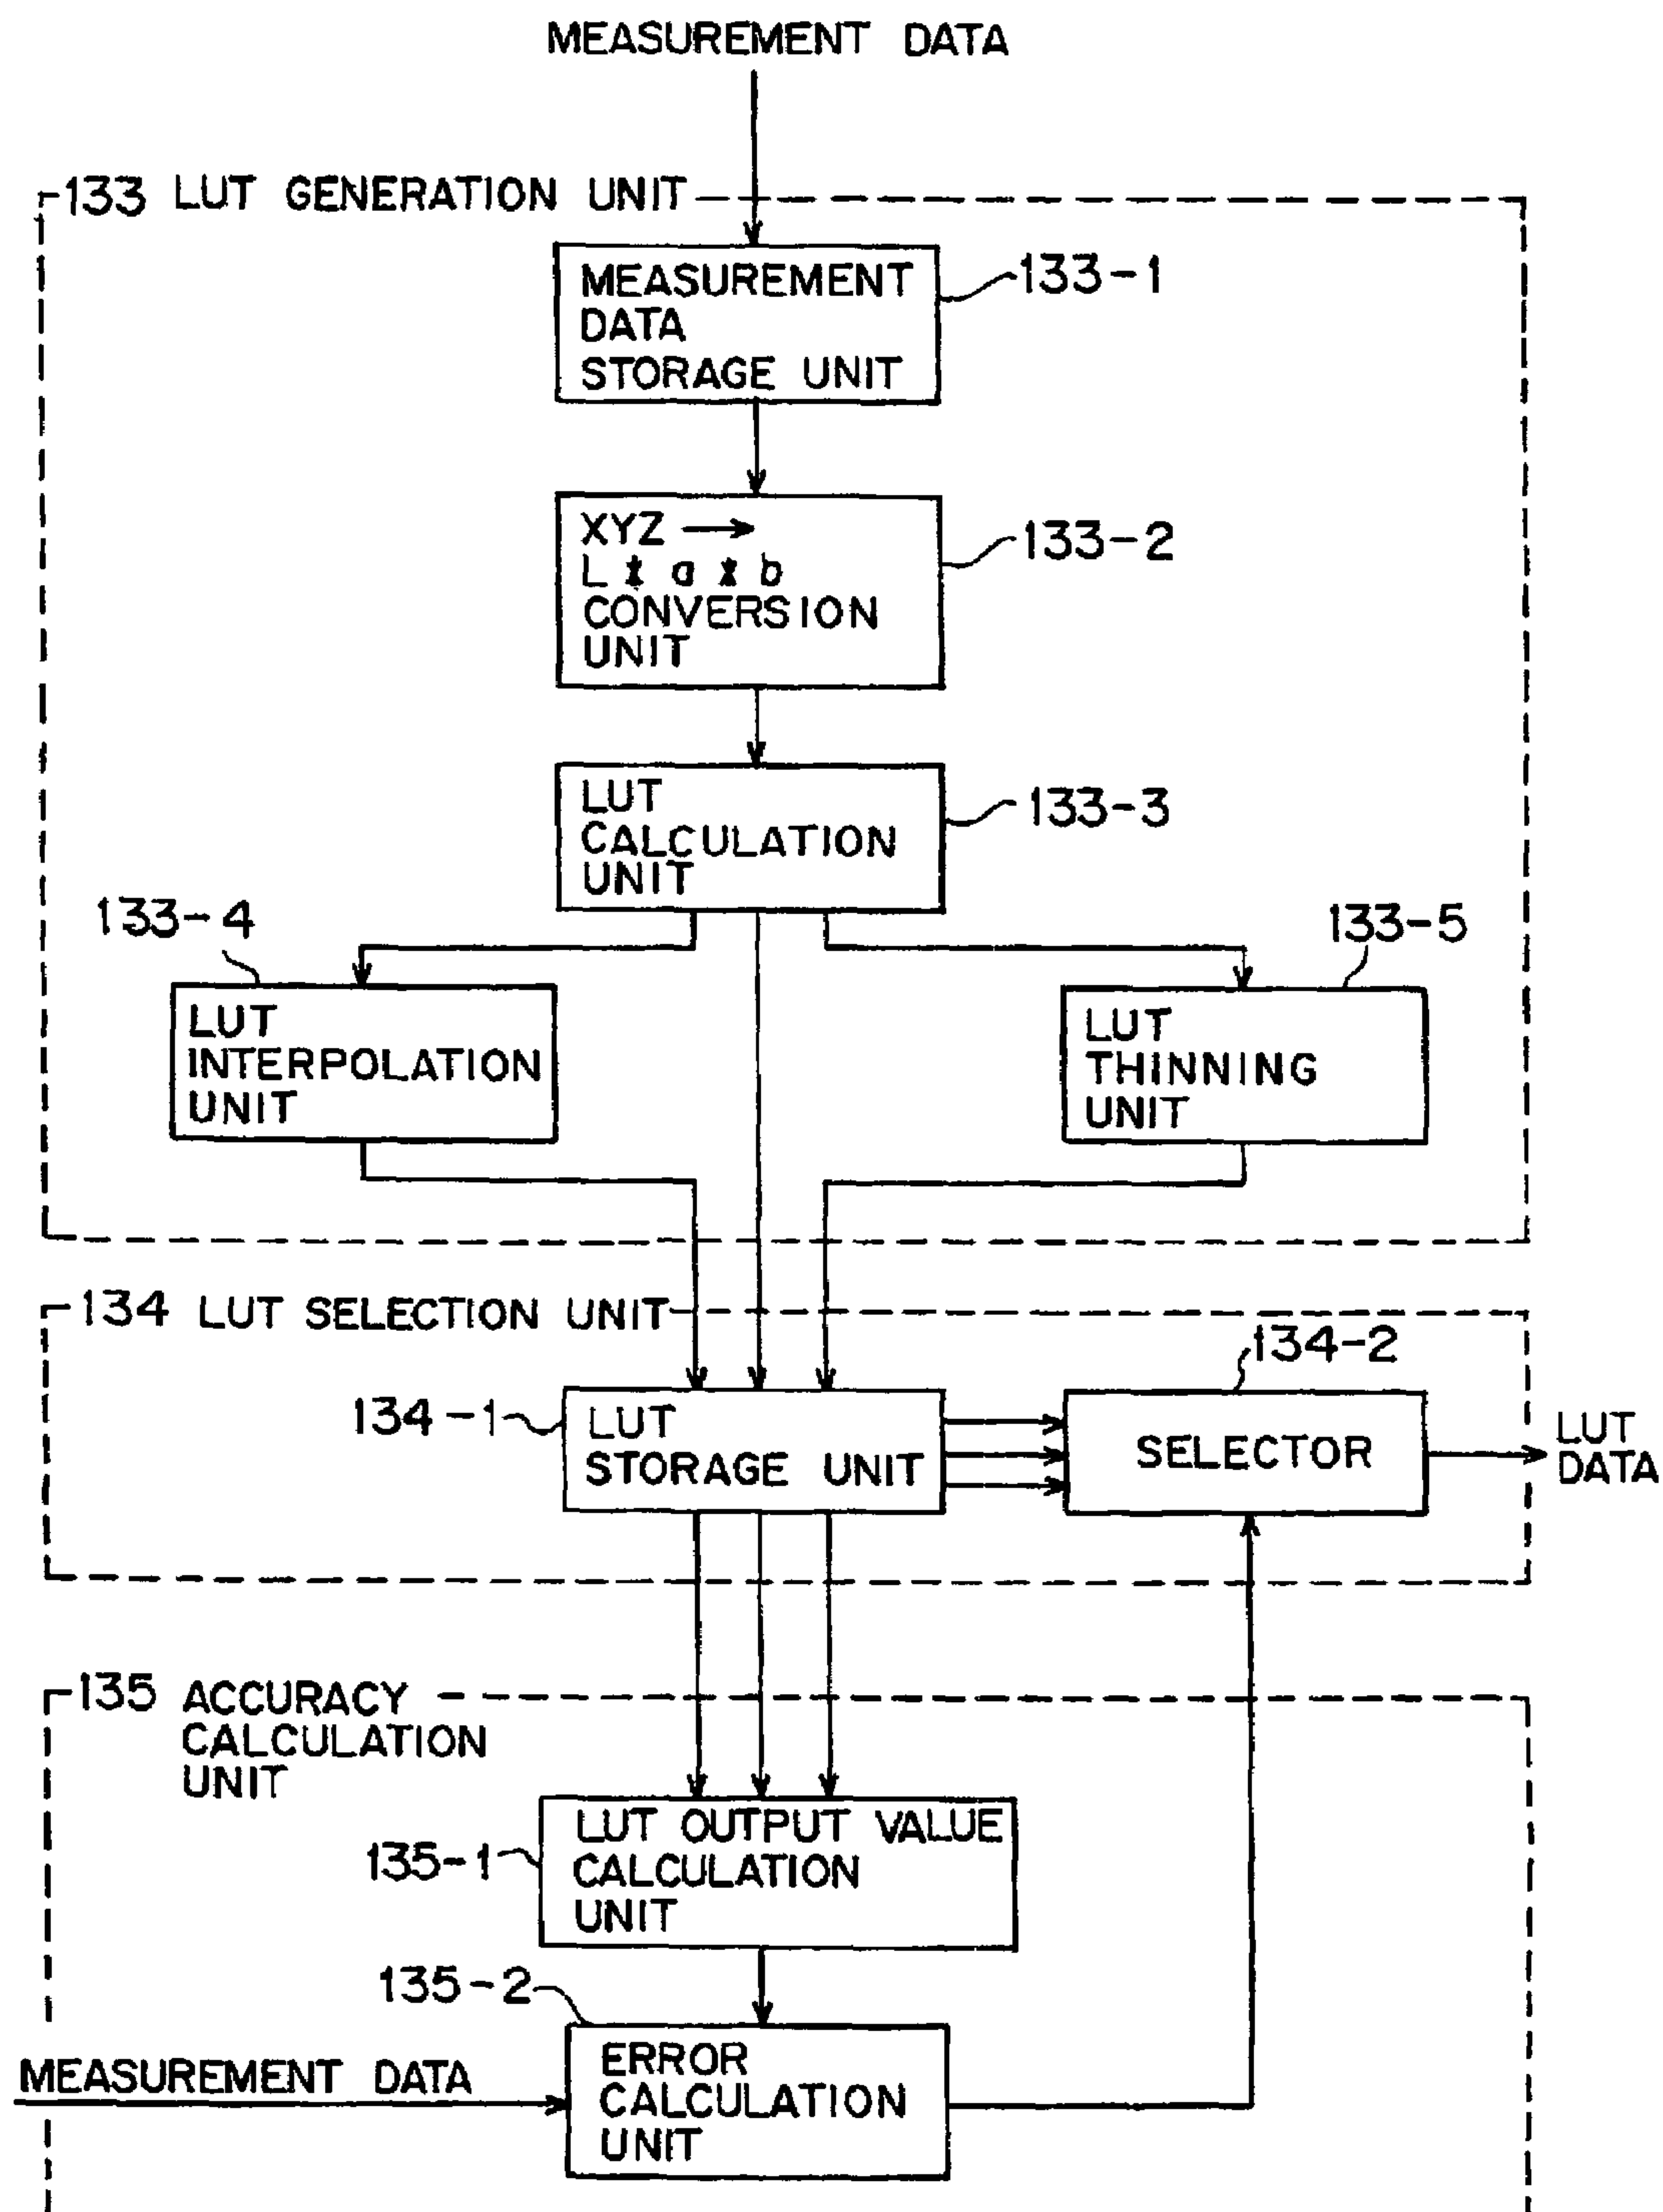 MEASUREMENT DATA
133 LUT GENERATION UNIT
MEASUREMENT
DATA
STORAGE UNIT
133-1
XYZ →
L * a * b
CONVERSION
UNIT
133-2
LUT
CALCULATION
UNIT
133-3
133-4
LUT
INTERPOLATION
UNIT
133-5
LUT
THINNING
UNIT
134 LUT SELECTION UNIT
134-1
LUT
STORAGE UNIT
134-2
SELECTOR
LUT
DATA
135 ACCURACY
CALCULATION
UNIT
135-1
LUT OUTPUT VALUE
CALCULATION
UNIT
135-2
MEASUREMENT DATA
ERROR
CALCULATION
UNIT